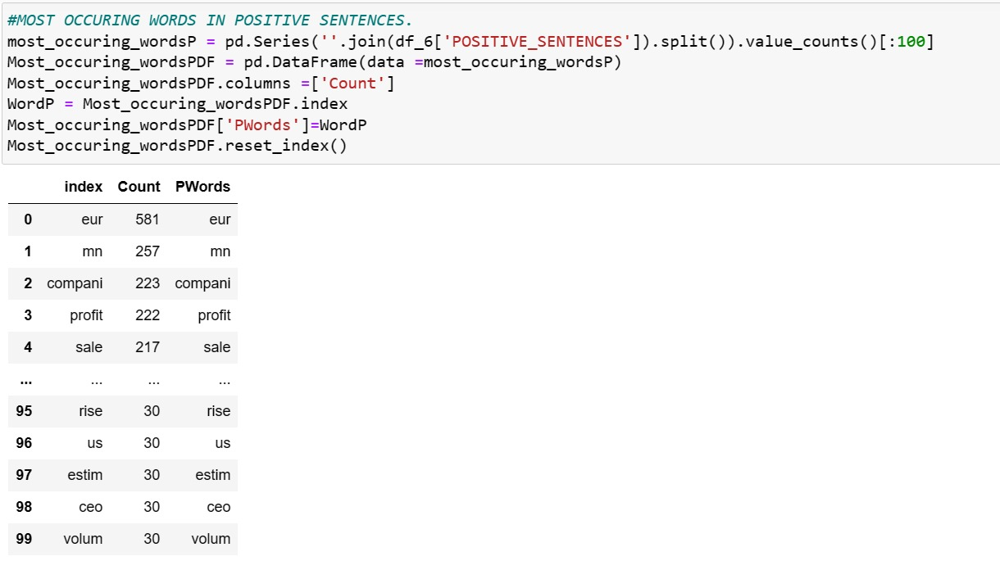 #MOST OCCURING WORDS IN POSITIVE SENTENCES.
most_occuring_wordsP = pd.Series(''.join(df_6['POSITIVE_SENTENCES']).split()).value_counts()[:100]
Most_occuring_wordsPDF = pd.DataFrame(data =most_occuring_wordsP)
Most_occuring_wordsPDF.columns =['Count']
WordP = Most_occuring_wordsPDF.index
Most_occuring_wordsPDF['PWords']=WordP
Most_occuring_wordsPDF.reset_index()
index Count PWords
0 eur 581 eur
1 mn 257 mn
2 compani 223 compani
3 profit 222 profit
4 sale 217 sale
... ... ... ...
95 rise 30 rise
96 us 30 us
97 estim 30 estim
98 ceo 30 ceo
99 volum 30 volum